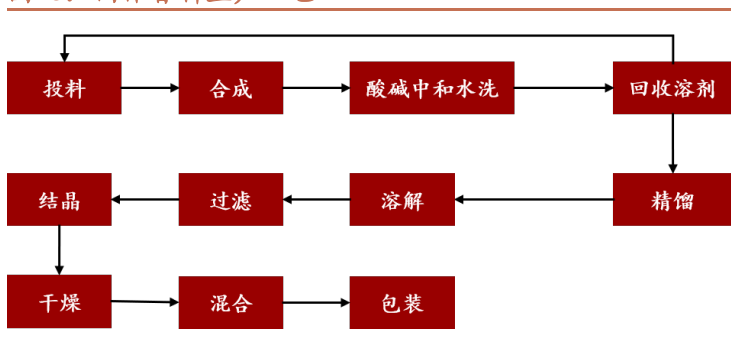 投料
合成
酸碱中和水洗
回收溶剂
结晶
过滤
溶解
精馏
干燥
混合
包装